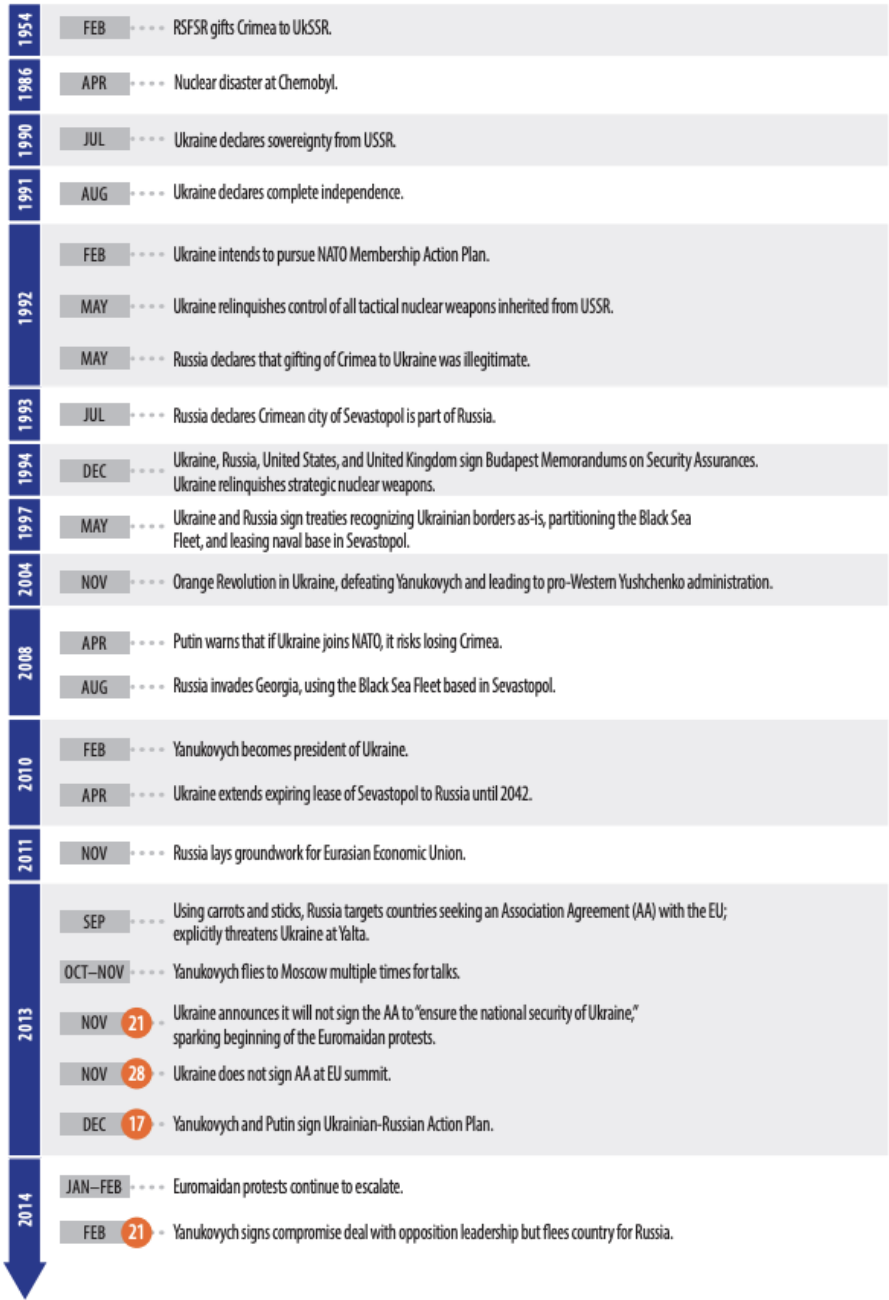 1954
FEB
RSFSR gifts Crimea to UkSSR.
1986
APR
Nuclear disaster at Chernobyl.
1990
JUL
Ukraine declares sovereignty from USSR.
1991
AUG
Ukraine declares complete independence.
1992
FEB
Ukraine intends to pursue NATO Membership Action Plan.
MAY
Ukraine relinquishes control of all tactical nuclear weapons inherited from USSR.
MAY
Russia declares that gifting of Crimea to Ukraine was illegitimate.
1993
JUL
Russia declares Crimean city of Sevastopol is part of Russia.
1994
DEC
Ukraine, Russia, United States, and United Kingdom sign Budapest Memorandums on Security Assurances.
Ukraine relinquishes strategic nuclear weapons.
1997
MAY
Ukraine and Russia sign treaties recognizing Ukrainian borders as-is, partitioning the Black Sea
Fleet, and leasing naval base in Sevastopol.
2004
NOV
Orange Revolution in Ukraine, defeating Yanukovych and leading to pro-Western Yushchenko administration.
2008
APR
Putin warns that if Ukraine joins NATO, it risks losing Crimea.
AUG
Russia invades Georgia, using the Black Sea Fleet based in Sevastopol.
2010
FEB
Yanukovych becomes president of Ukraine.
APR
Ukraine extends expiring lease of Sevastopol to Russia until 2042.
2011
NOV
Russia lays groundwork for Eurasian Economic Union.
2013
SEP
Using carrots and sticks, Russia targets countries seeking an Association Agreement (AA) with the EU;
explicitly threatens Ukraine at Yalta.
OCT–NOV
Yanukovych flies to Moscow multiple times for talks.
NOV 21
Ukraine announces it will not sign the AA to “ensure the national security of Ukraine,”
sparking beginning of the Euromaidan protests.
NOV 28
Ukraine does not sign AA at EU summit.
DEC 17
Yanukovych and Putin sign Ukrainian-Russian Action Plan.
2014
JAN–FEB
Euromaidan protests continue to escalate.
FEB 21
Yanukovych signs compromise deal with opposition leadership but flees country for Russia.